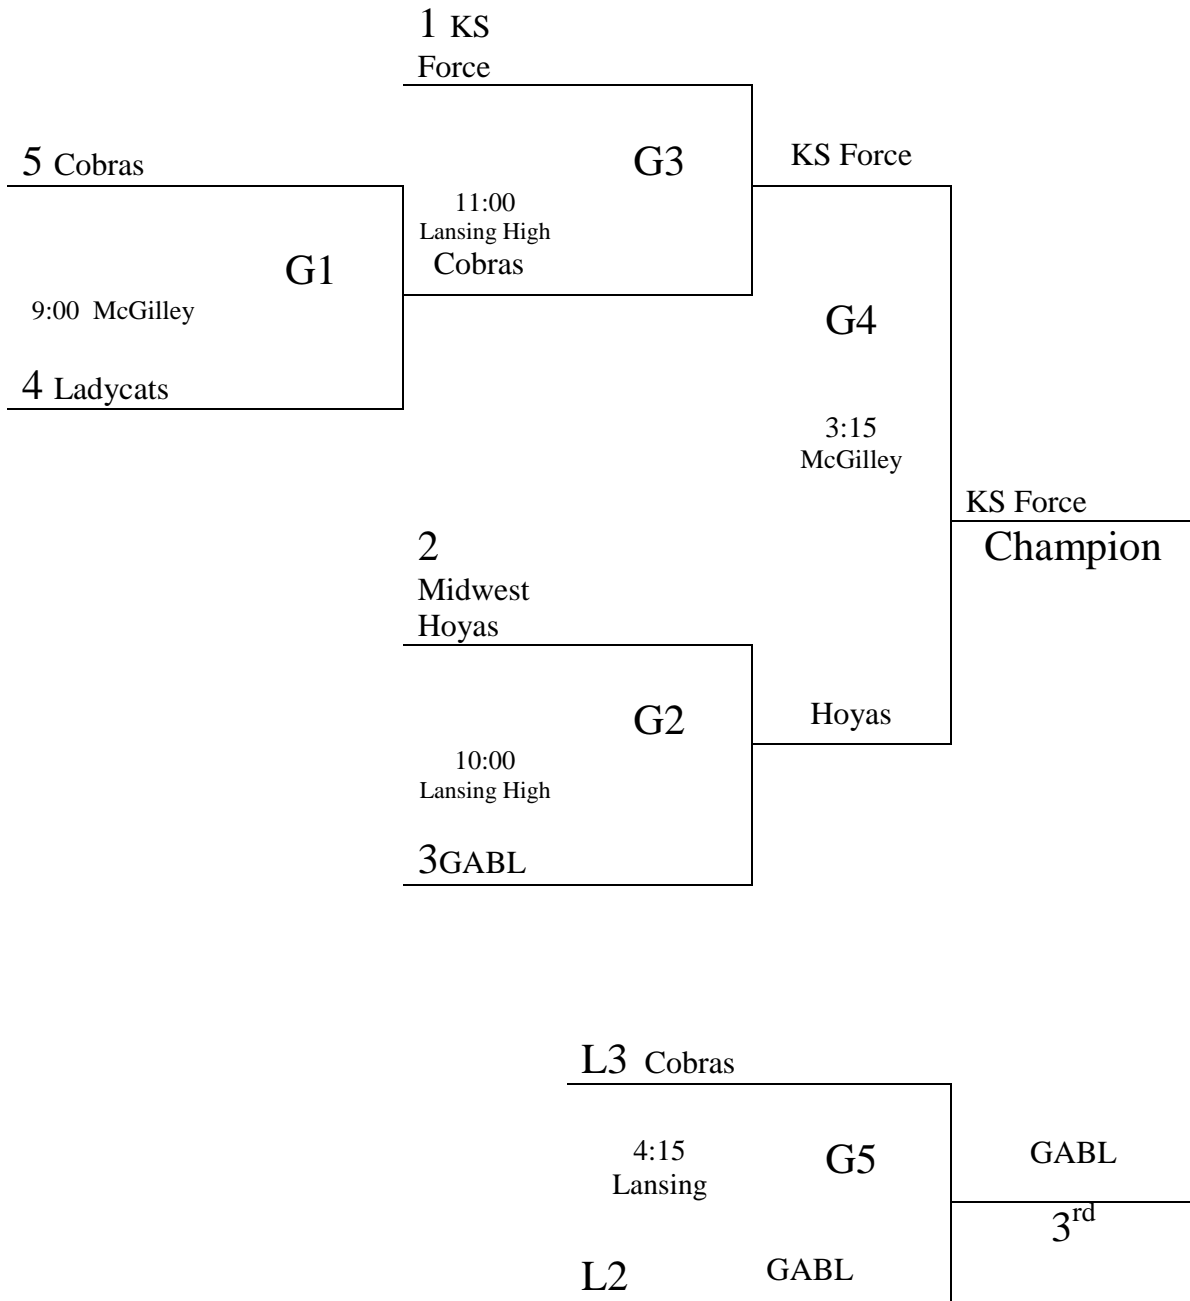 1 KS
Force
5 Cobras
G3
KS Force
11:00
Lansing High
Cobras
G1
9:00 McGilley
G4
4 Ladycats
3:15
McGilley
KS Force
Champion
2
Midwest
Hoyas
G2
Hoyas
10:00
Lansing High
3GABL
L3 Cobras
4:15
Lansing
G5
GABL
3rd
L2 GABL